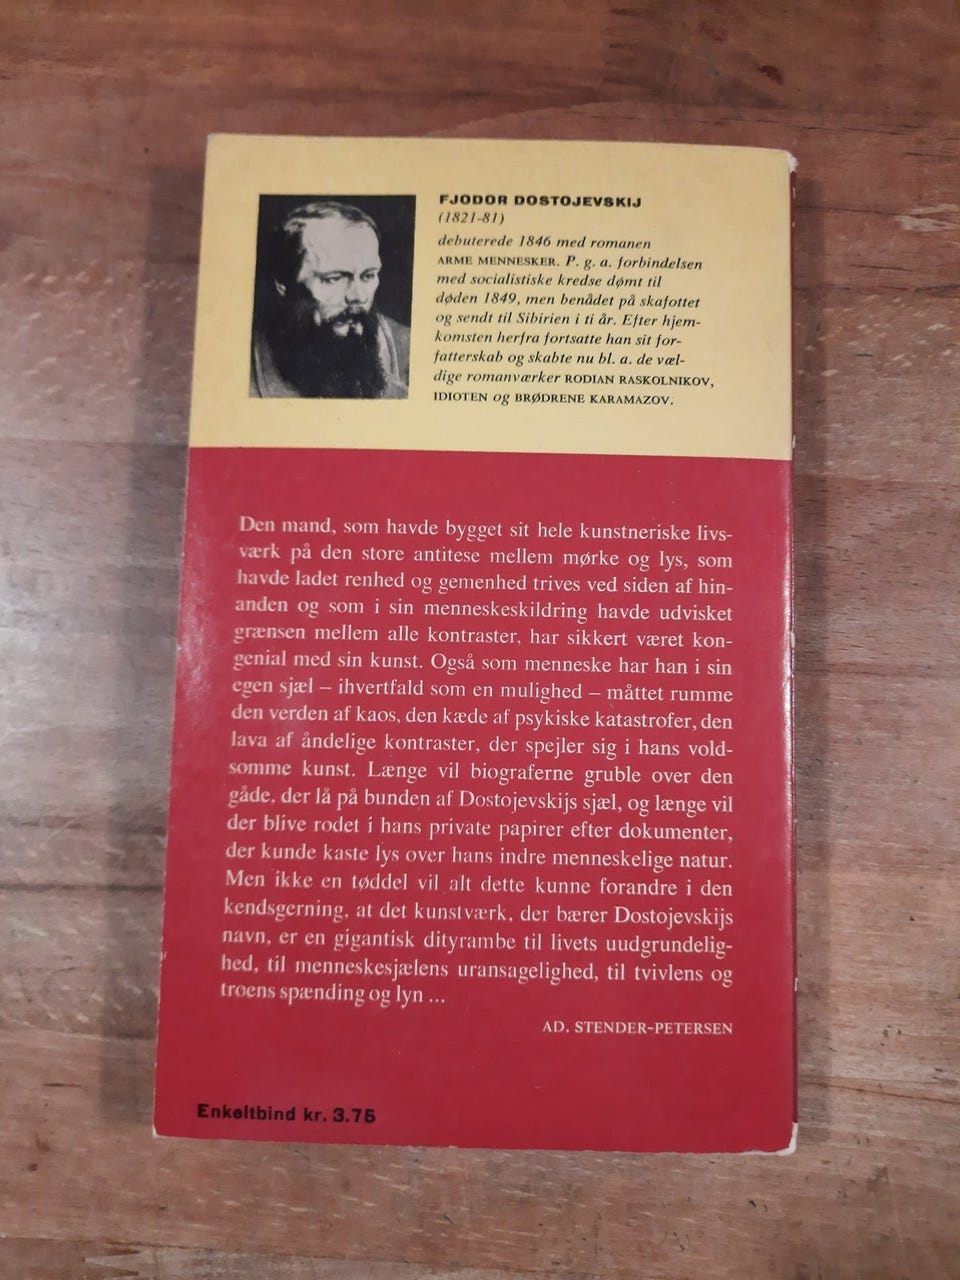 FJODOR DOSTOJEVSKIJ
(1821-81)
debuterede 1846 med romanen
ARME MENNESKER. P. g. a. forbindelsen
med socialistiske kredse dømt til
døden 1849, men benådet på skafottet
og sendt til Sibirien i ti år. Efter hjem-
komsten herfra fortsatte han sit for-
fatterskab og skabte nu bl. a. de væl-
dige romanværker RODIAN RASKOLNIKOV,
IDIOTEN og BRØDRENE KARAMAZOV.
Den mand, som havde bygget sit hele kunstneriske livs-
værk på den store antitese mellem mørke og lys, som
havde ladet renhed og gemenhed trives ved siden af hin-
anden og som i sin menneskeskildring havde udvisket
grænsen mellem alle kontraster, har sikkert været kon-
genial med sin kunst. Også som menneske har han i sin
egen sjæl – ihvertfald som en mulighed – måttet rumme
den verden af kaos, den kæde af psykiske katastrofer, den
lava af åndelige kontraster, der spejler sig i hans vold-
somme kunst. Længe vil biograferne gruble over den
gåde, der lå på bunden af Dostojevskijs sjæl, og længe vil
der blive rodet i hans private papirer efter dokumenter,
der kunde kaste lys over hans indre menneskelige natur.
Men ikke en tøddel vil alt dette kunne forandre i den
kendsgerning, at det kunstværk, der bærer Dostojevskijs
navn, er en gigantisk dityrambe til livets uudgrundelig-
hed, til menneskesjælens uransagelighed, til tvivlens og
troens spænding og lyn ...
AD. STENDER-PETERSEN
Enkeltbind kr. 3.75